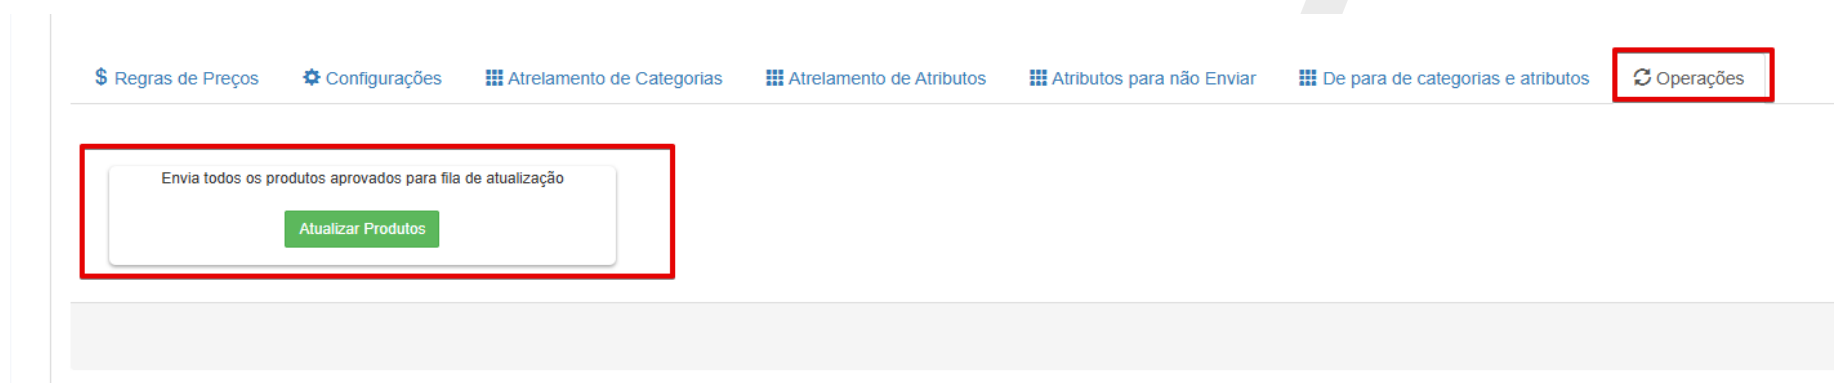 $ Regras de Preços Configurações Atrelamento de Categorias Atrelamento de Atributos Atributos para não Enviar De para de categorias e atributos Operações
Envia todos os produtos aprovados para fila de atualização
Atualizar Produtos